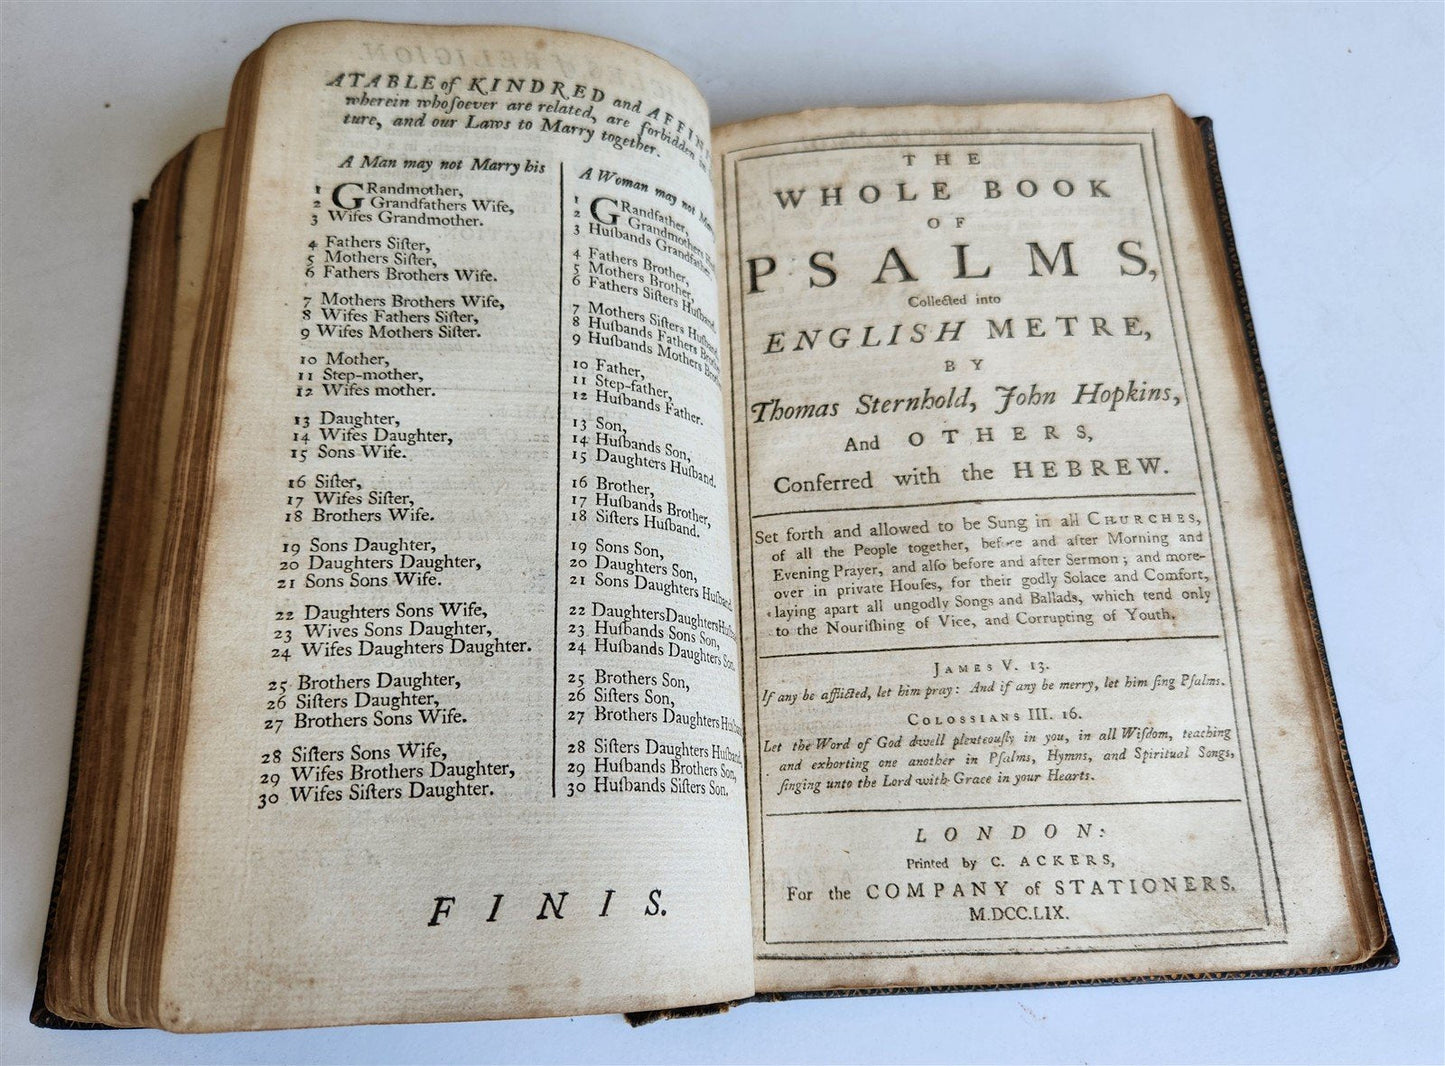 A TABLE of KINDRED and
wherein whoſoever are related, are forbidden in
ture, and our Laws to Marry together.
A Man may not Marry his
1 GRandmother,
2 Grandfathers Wife,
3 Wifes Grandmother.
4 Fathers Siſter,
5 Mothers Siſter,
6 Fathers Brothers Wife.
7 Mothers Brothers Wife,
8 Wifes Fathers Siſter,
9 Wifes Mothers Siſter.
10 Mother,
11 Step-mother,
12 Wifes mother.
13 Daughter,
14 Wifes Daughter,
15 Sons Wife.
16 Siſter,
17 Wifes Siſter,
18 Brothers Wife.
19 Sons Daughter,
20 Daughters Daughter,
21 Sons Sons Wife.
22 Daughters Sons Wife,
23 Wives Sons Daughter,
24 Wifes Daughters Daughter.
25 Brothers Daughter,
26 Siſters Daughter,
27 Brothers Sons Wife.
28 Siſters Sons Wife,
29 Wifes Brothers Daughter,
30 Wifes Siſters Daughter.
A Woman may not
1 GRandfather,
2 Grandmothers
3 Huſbands Grandfather.
4 Fathers Brother,
5 Mothers Brother,
6 Fathers Siſters Huſband.
7 Mothers Siſters Huſband,
8 Huſbands Fathers
9 Huſbands Mothers
10 Father,
11 Step-father,
12 Huſbands Father.
13 Son,
14 Huſbands Son,
15 Daughters Huſband.
16 Brother,
17 Huſbands Brother,
18 Siſters Huſband.
19 Sons Son,
20 Daughters Son,
21 Sons Daughters Huſband.
22 Daughters Daughters
23 Huſbands Sons Son,
24 Huſbands Daughters Son.
25 Brothers Son,
26 Siſters Son,
27 Brothers Daughters
28 Siſters Daughters Huſband,
29 Huſbands Brothers Son,
30 Huſbands Siſters Son.
FINIS.
THE
WHOLE BOOK
OF
PSALMS,
Collected into
ENGLISH METRE,
BY
Thomas Sternhold, John Hopkins,
And OTHERS,
Conferred with the HEBREW.
Set forth and allowed to be Sung in all CHURCHES,
of all the People together, before and after Morning and
Evening Prayer, and alſo before and after Sermon; and more-
over in private Houſes, for their godly Solace and Comfort,
laying apart all ungodly Songs and Ballads, which tend only
to the Nouriſhing of Vice, and Corrupting of Youth.
JAMES V. 13.
If any be afflicted, let him pray: And if any be merry, let him ſing Pſalms.
COLOSSIANS III. 16.
Let the Word of God dwell plenteouſly in you, in all Wiſdom, teaching
and exhorting one another in Pſalms, Hymns, and Spiritual Songs,
ſinging unto the Lord with Grace in your Hearts.
LONDON:
Printed by C. ACKERS,
For the COMPANY of STATIONERS.
M.DCC.LIX.